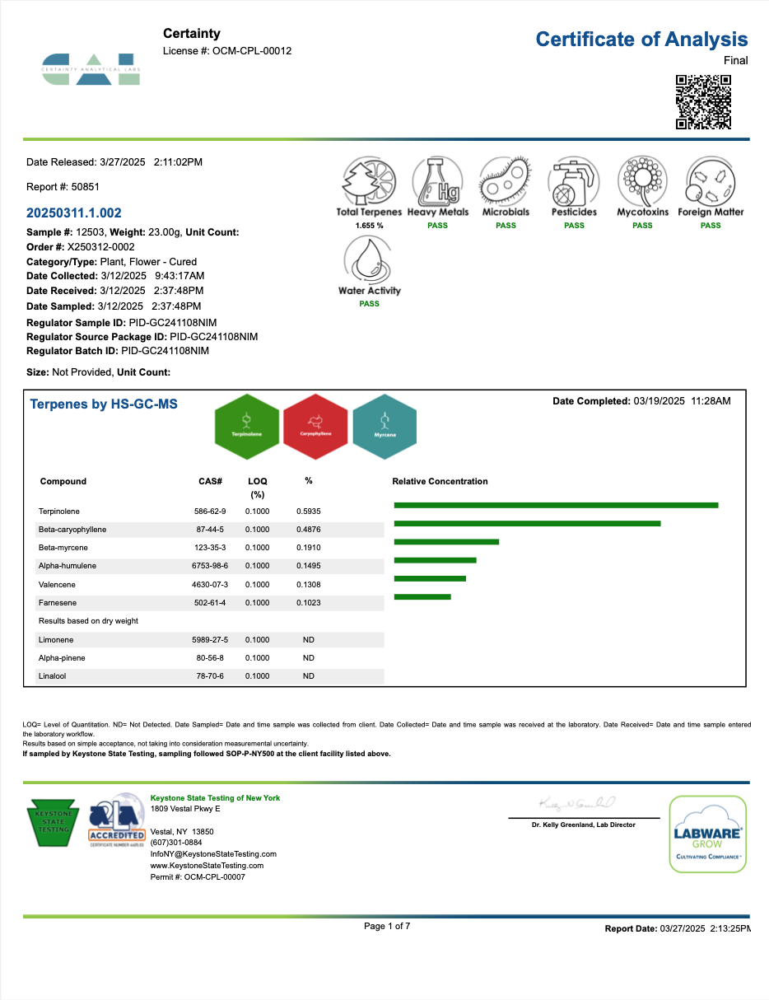 Certainty
License #: OCM-CPL-00012
CERTAINTY ANALYTICAL LABS
Certificate of Analysis
Final
Date Released: 3/27/2025 2:11:02PM
Report #: 50851
20250311.1.002
Sample #: 12503, Weight: 23.00g, Unit Count:
Order #: X250312-0002
Category/Type: Plant, Flower - Cured
Date Collected: 3/12/2025 9:43:17AM
Date Received: 3/12/2025 2:37:48PM
Date Sampled: 3/12/2025 2:37:48PM
Regulator Sample ID: PID-GC241108NIM
Regulator Source Package ID: PID-GC241108NIM
Regulator Batch ID: PID-GC241108NIM
Size: Not Provided, Unit Count:
Hg
Total Terpenes Heavy Metals Microbials Pesticides Mycotoxins Foreign Matter
1.655 % PASS PASS PASS PASS PASS
Water Activity
PASS
Terpenes by HS-GC-MS
Terpinolene Caryophyllene Myrcene
Date Completed: 03/19/2025 11:28AM
Compound CAS# LOQ (%) % Relative Concentration
Terpinolene 586-62-9 0.1000 0.5935
Beta-caryophyllene 87-44-5 0.1000 0.4876
Beta-myrcene 123-35-3 0.1000 0.1910
Alpha-humulene 6753-98-6 0.1000 0.1495
Valencene 4630-07-3 0.1000 0.1308
Farnesene 502-61-4 0.1000 0.1023
Results based on dry weight
Limonene 5989-27-5 0.1000 ND
Alpha-pinene 80-56-8 0.1000 ND
Linalool 78-70-6 0.1000 ND
LOQ= Level of Quantitation. ND= Not Detected. Date Sampled= Date and time sample was collected from client. Date Collected= Date and time sample was received at the laboratory. Date Received= Date and time sample entered
the laboratory workflow.
Results based on simple acceptance, not taking into consideration measuremental uncertainty.
If sampled by Keystone State Testing, sampling followed SOP-P-NY500 at the client facility listed above.
KEYSTONE
STATE
TESTING
a2la
ACCREDITED
CERTIFICATE NUMBER
Keystone State Testing of New York
1809 Vestal Pkwy E
Vestal, NY 13850
(607)301-0884
InfoNY@KeystoneStateTesting.com
www.KeystoneStateTesting.com
Permit #: OCM-CPL-00007
Dr. Kelly Greenland, Lab Director
LABWARE®
GROW
CULTIVATING COMPLIANCE™
Page 1 of 7
Report Date: 03/27/2025 2:13:25PM